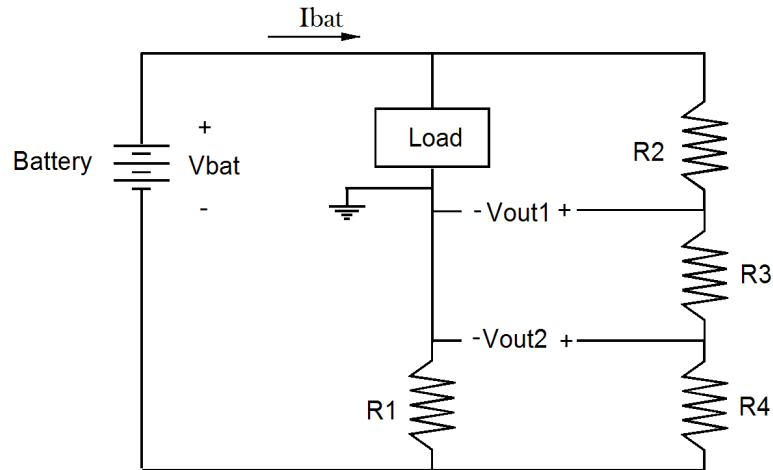 Ibat
Battery
+
Vbat
-
Load
R2
- Vout1 +
R3
-Vout2 +
R1
R4